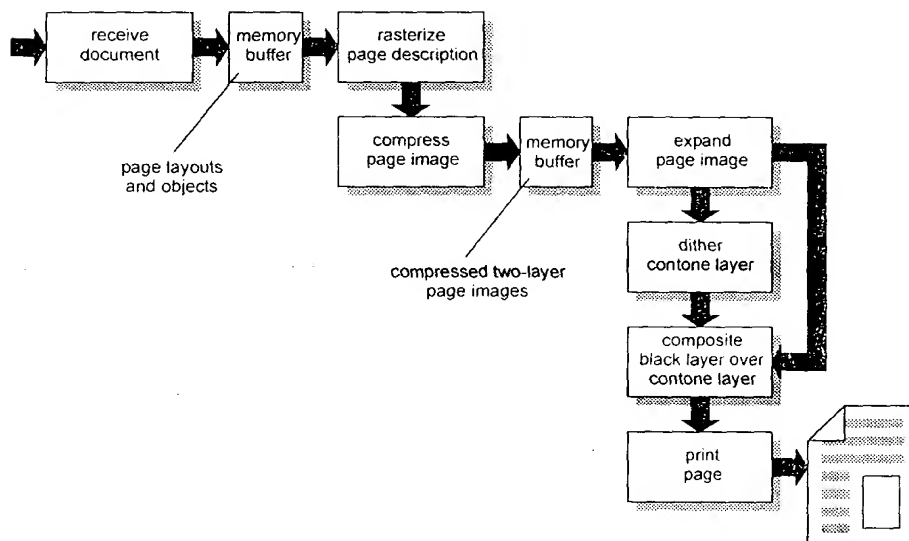 receive
document
memory
buffer
rasterize
page description
compress
page image
memory
buffer
expand
page image
page layouts
and objects
dither
contone layer
compressed two-layer
page images
composite
black layer over
contone layer
print
page